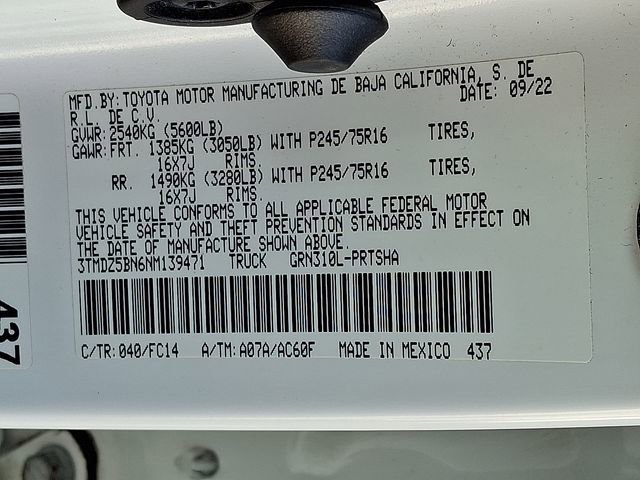 MFD.BY:TOYOTA MOTOR MANUFACTURING DE BAJA CALIFORNIA, S. DE
R.L. DE C.V. DATE: 09/22
GVWR:2540KG (5600LB)
GAWR:FRT. 1385KG (3050LB) WITH P245/75R16 TIRES,
16X7J RIMS.
RR. 1490KG (3280LB) WITH P245/75R16 TIRES,
16X7J RIMS.
THIS VEHICLE CONFORMS TO ALL APPLICABLE FEDERAL MOTOR
VEHICLE SAFETY AND THEFT PREVENTION STANDARDS IN EFFECT ON
THE DATE OF MANUFACTURE SHOWN ABOVE.
3TMDZ5BN6NM139471 TRUCK GRN310L-PRTSHA
C/TR:040/FC14 A/TM:A07A/AC60F MADE IN MEXICO 437
437